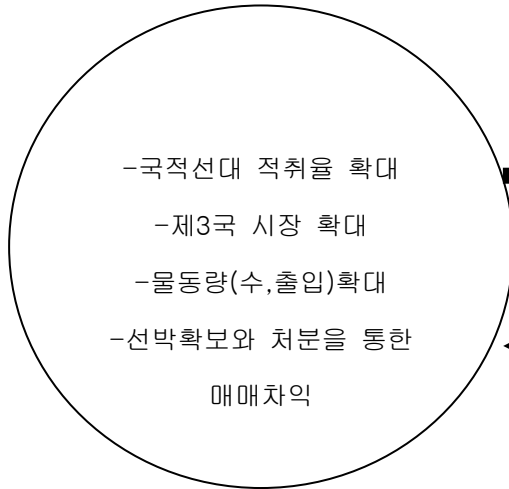 -국적선대 적취율 확대
-제3국 시장 확대
-물동량(수,출입)확대
-선박확보와 처분을 통한
매매차익